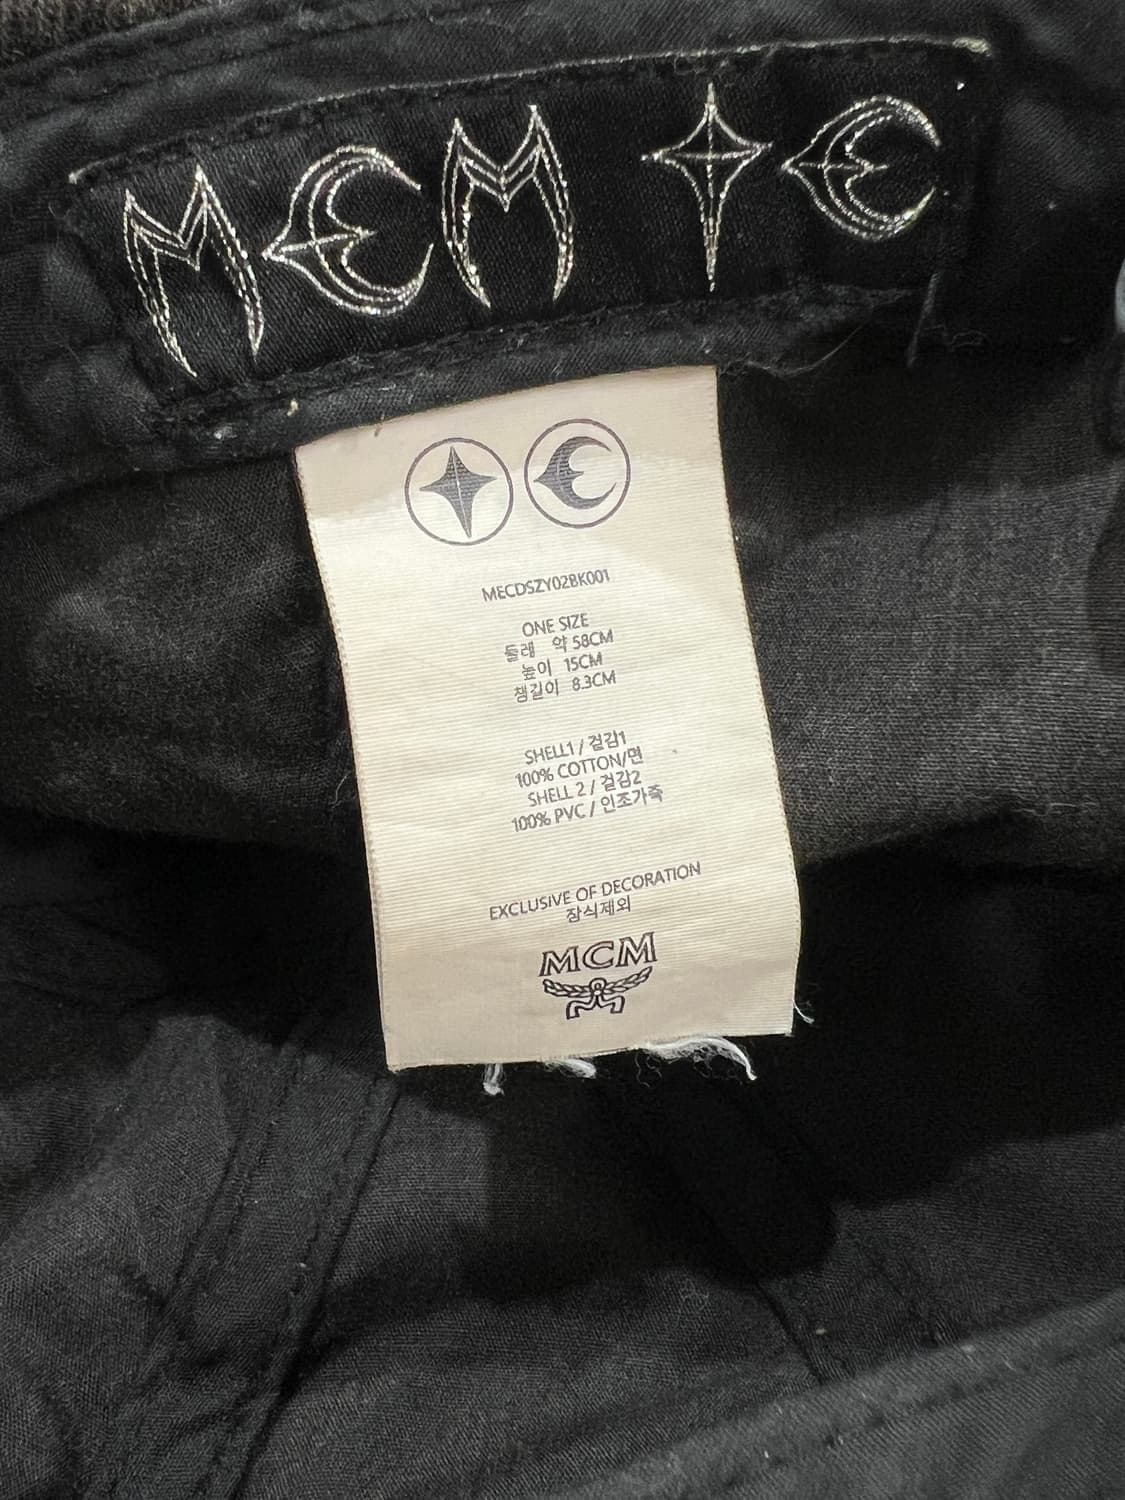 MCM TC
MECDSZY02BK001
ONE SIZE
둘레 약 58CM
높이 15CM
챙길이 8.3CM
SHELL1 / 겉감1
100% COTTON/면
SHELL 2 / 겉감2
100% PVC / 인조가죽
EXCLUSIVE OF DECORATION
장식제외
MCM